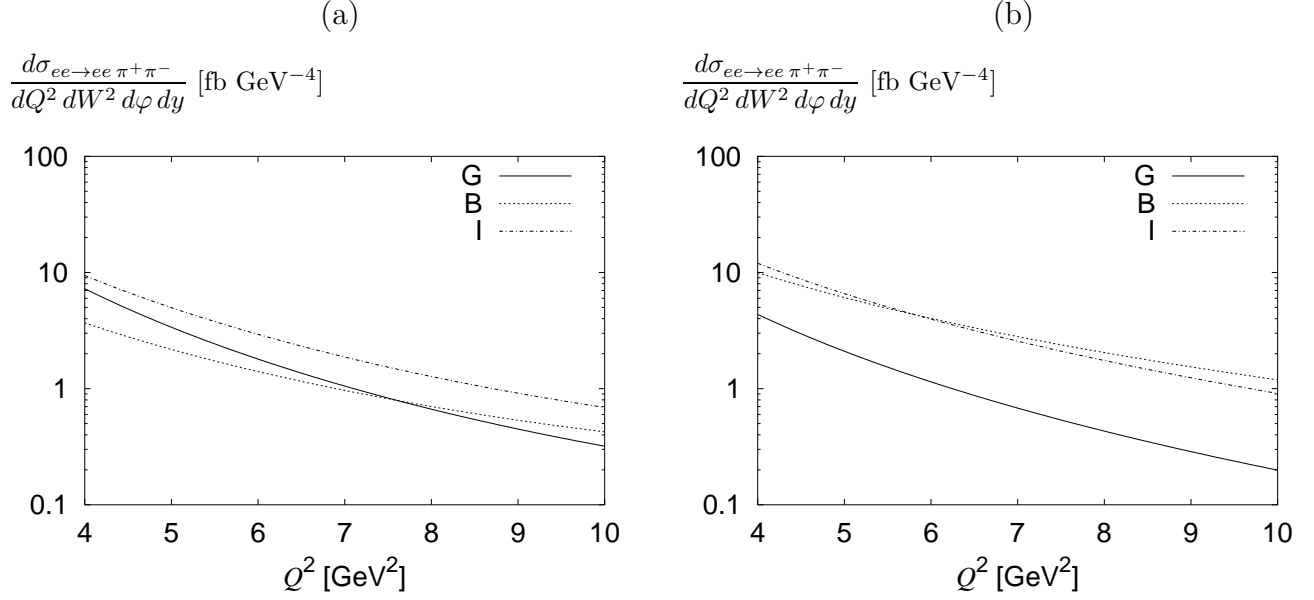 (a)
dσ_{ee→ee π⁺π⁻} / dQ² dW² dφ dy [fb GeV⁻⁴]
100
10
1
0.1
G
B
I
4 5 6 7 8 9 10
Q² [GeV²]
(b)
dσ_{ee→ee π⁺π⁻} / dQ² dW² dφ dy [fb GeV⁻⁴]
100
10
1
0.1
G
B
I
4 5 6 7 8 9 10
Q² [GeV²]